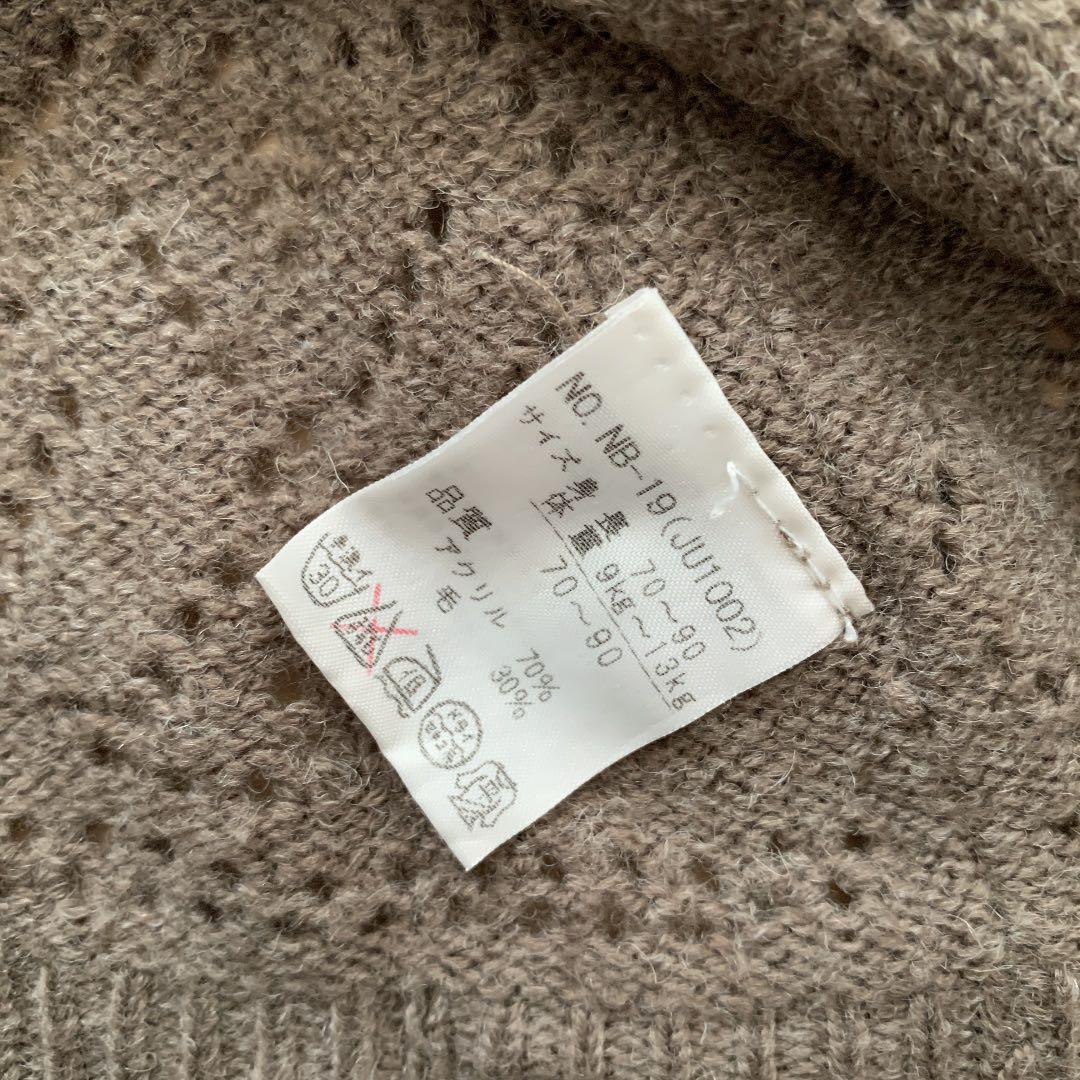 NO. NB-19(JU1002)
サイズ 身長 70～90
体重 9kg～13kg
70～90
品質 アクリル 70%
毛 30%
30